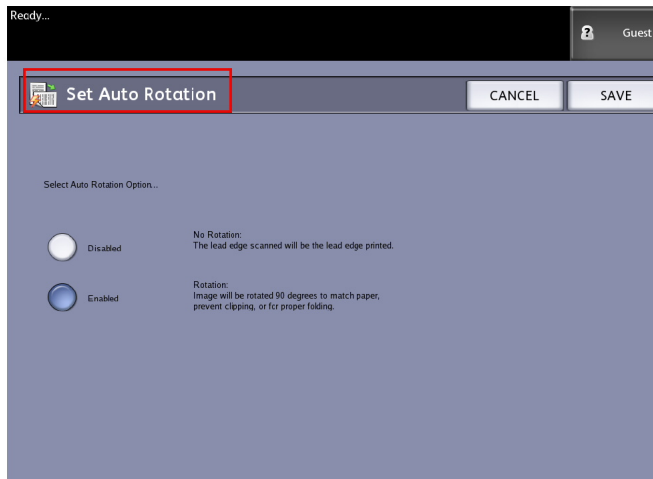 Ready...
Guest
Set Auto Rotation
CANCEL
SAVE
Select Auto Rotation Option...
Disabled
No Rotation:
The lead edge scanned will be the lead edge printed.
Enabled
Rotation:
Image will be rotated 90 degrees to match paper,
prevent clipping, or for proper folding.